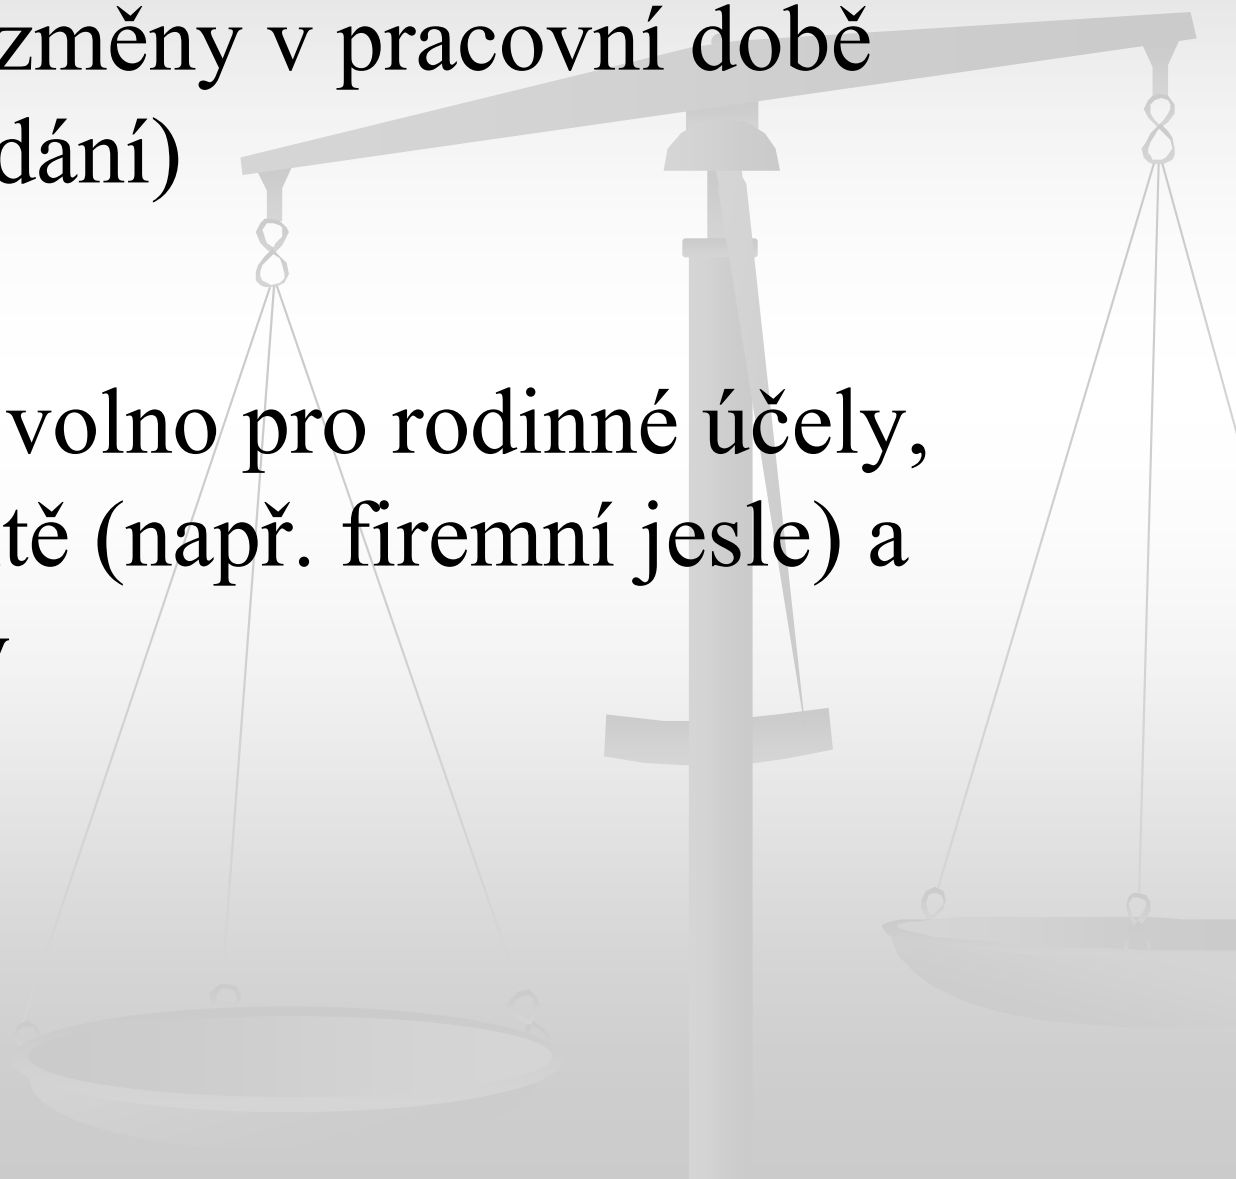 změny v pracovní době
dání)
volno pro rodinné účely,
tě (např. firemní jesle) a